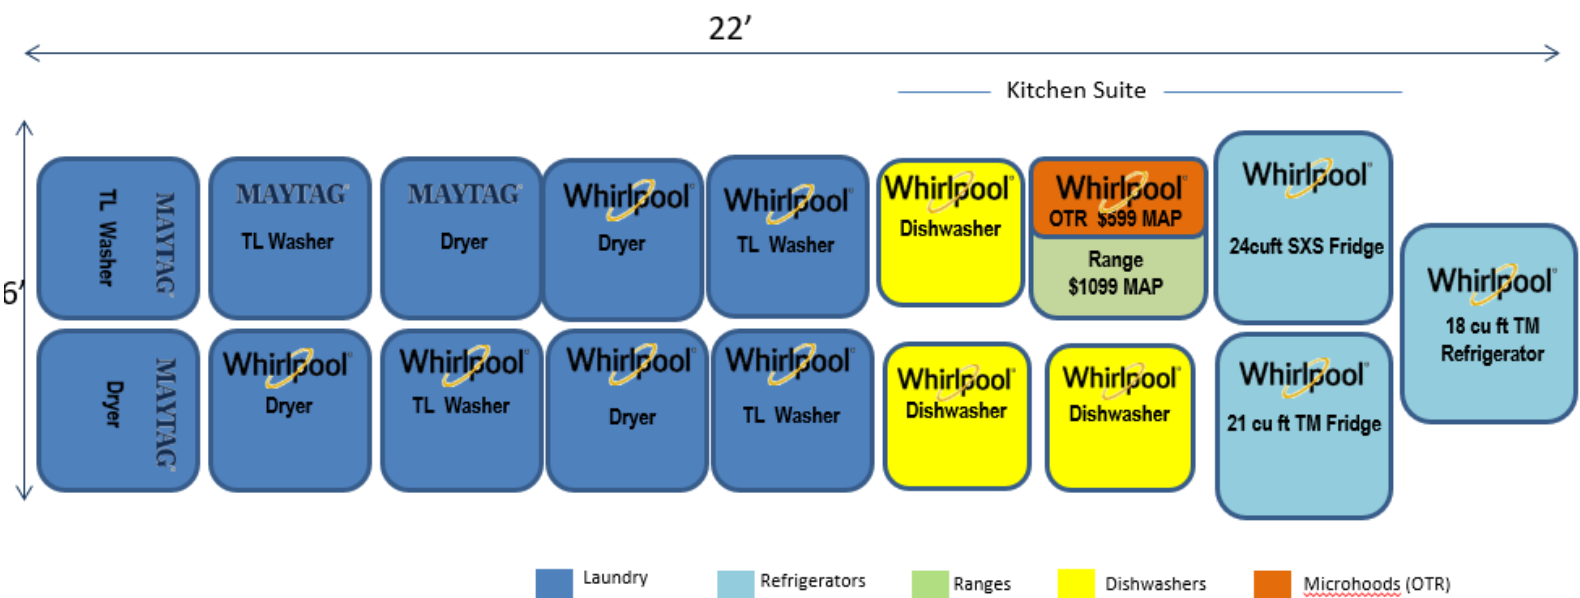 22’
Kitchen Suite
6’
TL Washer
MAYTAG
MAYTAG
TL Washer
MAYTAG
Dryer
Whirlpool
Dryer
Whirlpool
TL Washer
Whirlpool
Dishwasher
Whirlpool
OTR $599 MAP
Range
$1099 MAP
Whirlpool
24cuft SXS Fridge
Whirlpool
18 cu ft TM
Refrigerator
Dryer
MAYTAG
Whirlpool
Dryer
Whirlpool
TL Washer
Whirlpool
Dryer
Whirlpool
TL Washer
Whirlpool
Dishwasher
Whirlpool
Dishwasher
Whirlpool
21 cu ft TM Fridge
Laundry
Refrigerators
Ranges
Dishwashers
Microhoods (OTR)